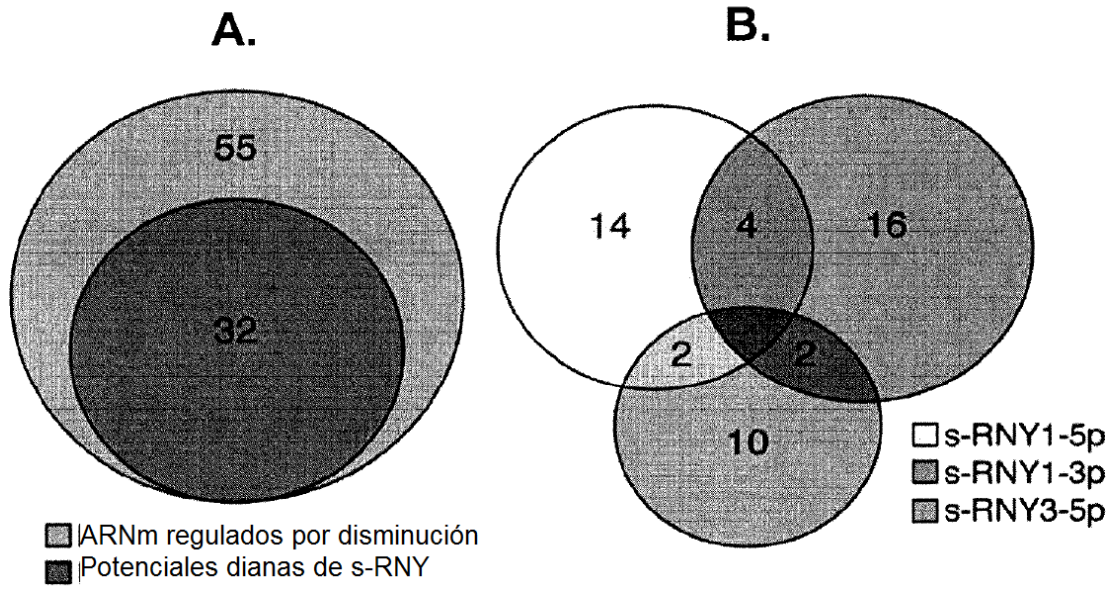 A.
B.
55
32
14
4
16
2
2
10
s-RNY1-5p
s-RNY1-3p
s-RNY3-5p
ARNm regulados por disminución
Potenciales dianas de s-RNY